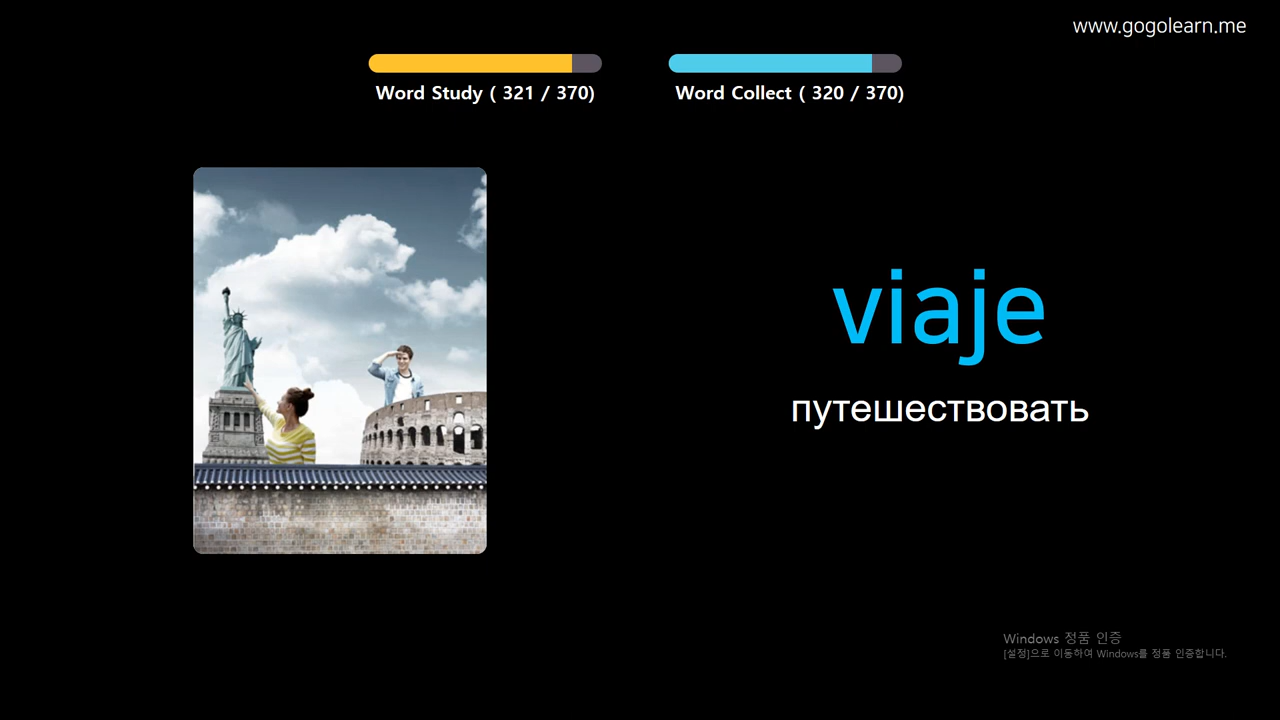 www.gogolearn.me
Word Study ( 321 / 370)
Word Collect ( 320 / 370)
viaje
путешествовать
Windows 정품 인증
[설정]으로 이동하여 Windows를 정품 인증합니다.